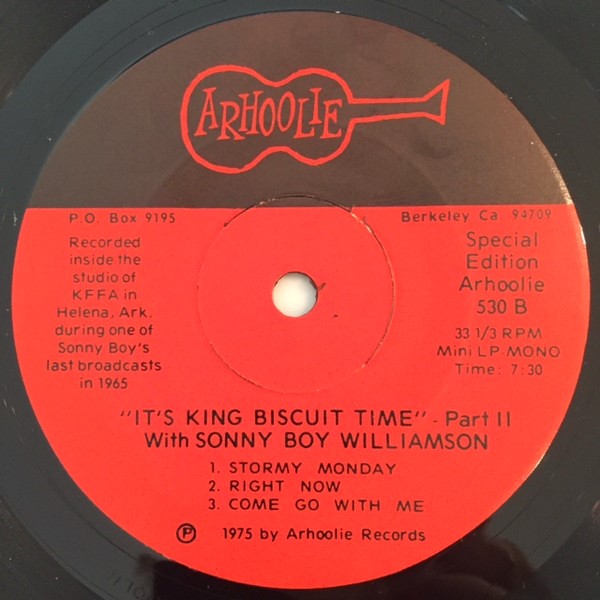 ARHOOLIE
P.O. Box 9195
Berkeley Ca. 94709
Recorded
inside the
studio of
KFFA in
Helena, Ark.
during one of
Sonny Boy's
last broadcasts
in 1965
Special
Edition
Arhoolie
530 B
33 1/3 RPM
Mini LP-MONO
Time: 7:30
"IT'S KING BISCUIT TIME" - Part II
With SONNY BOY WILLIAMSON
1. STORMY MONDAY
2. RIGHT NOW
3. COME GO WITH ME
Ⓟ 1975 by Arhoolie Records